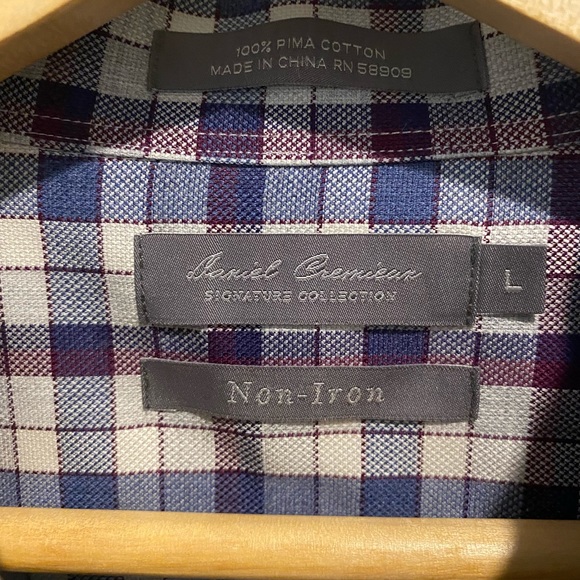 100% PIMA COTTON
MADE IN CHINA RN 58909
Daniel Cremieux
SIGNATURE COLLECTION
L
Non-Iron